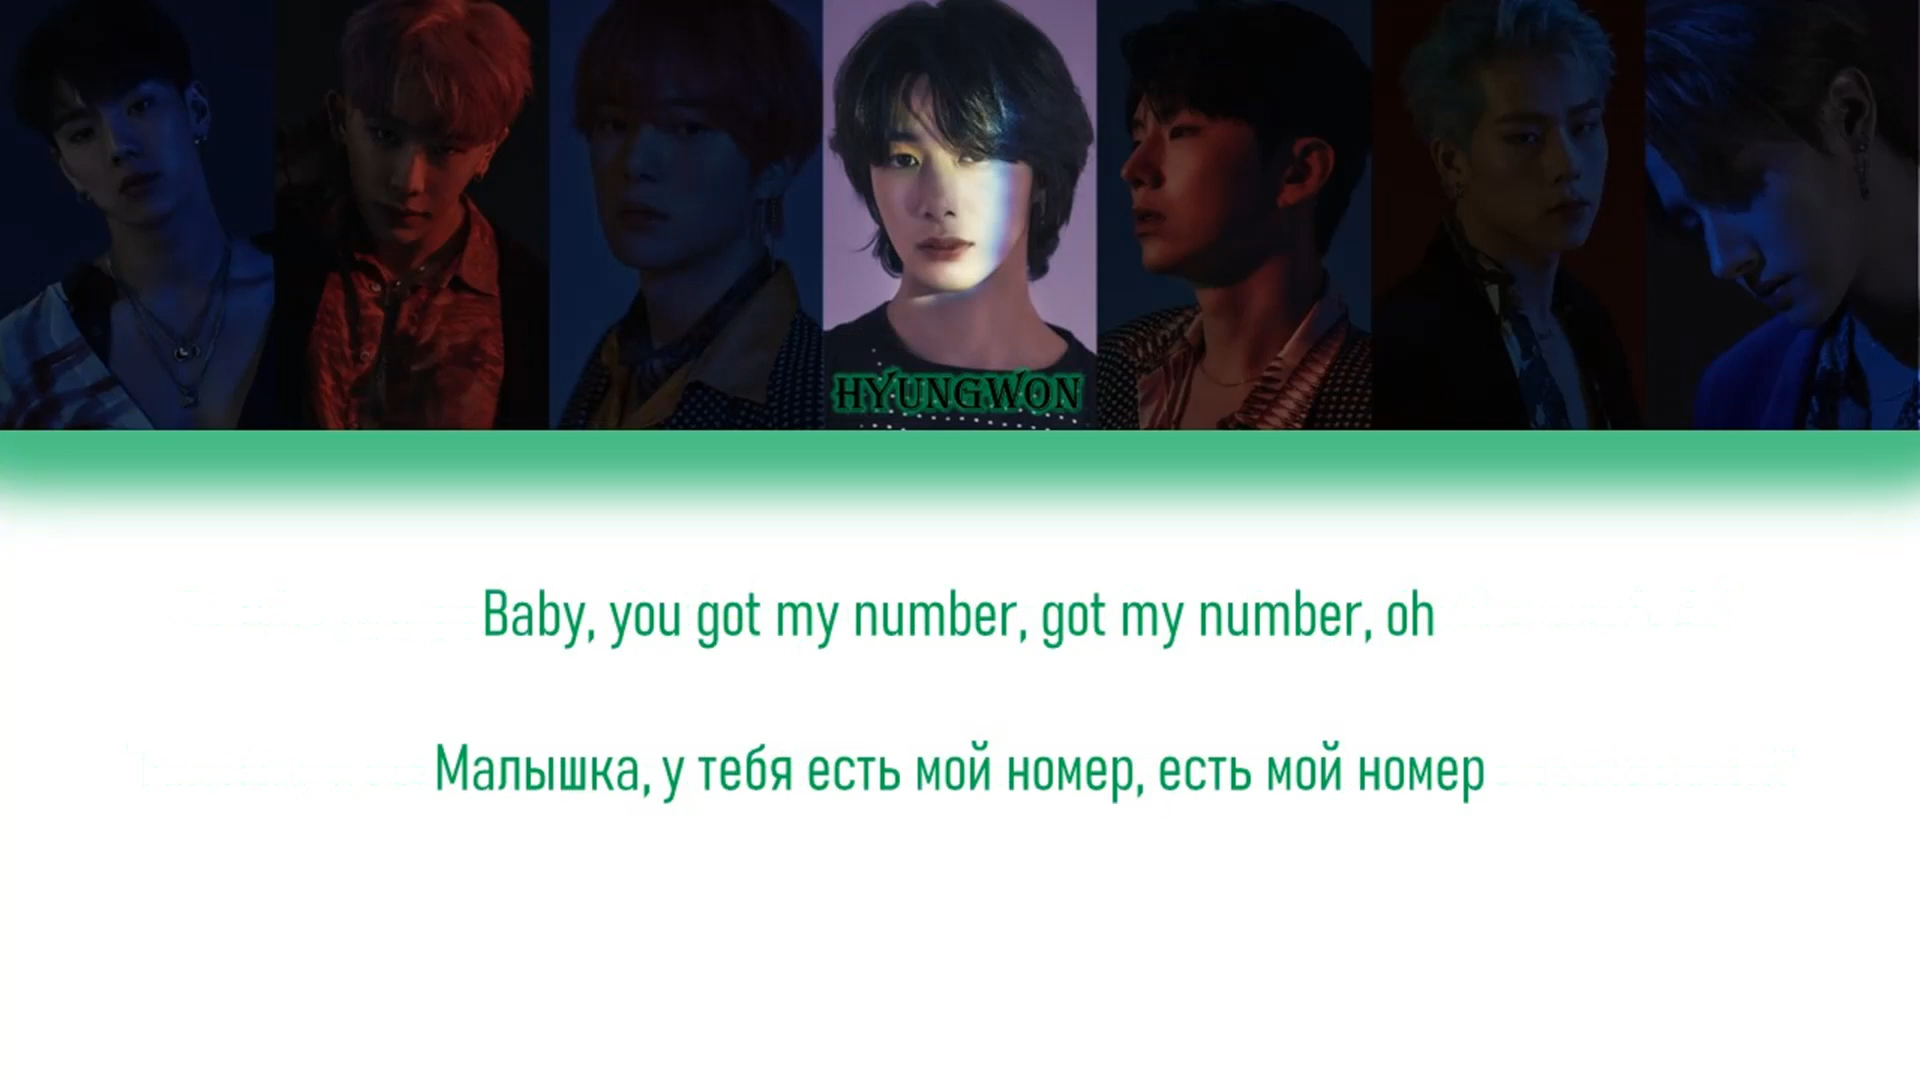 HYUNGWON
Baby, you got my number, got my number, oh
Малышка, у тебя есть мой номер, есть мой номер